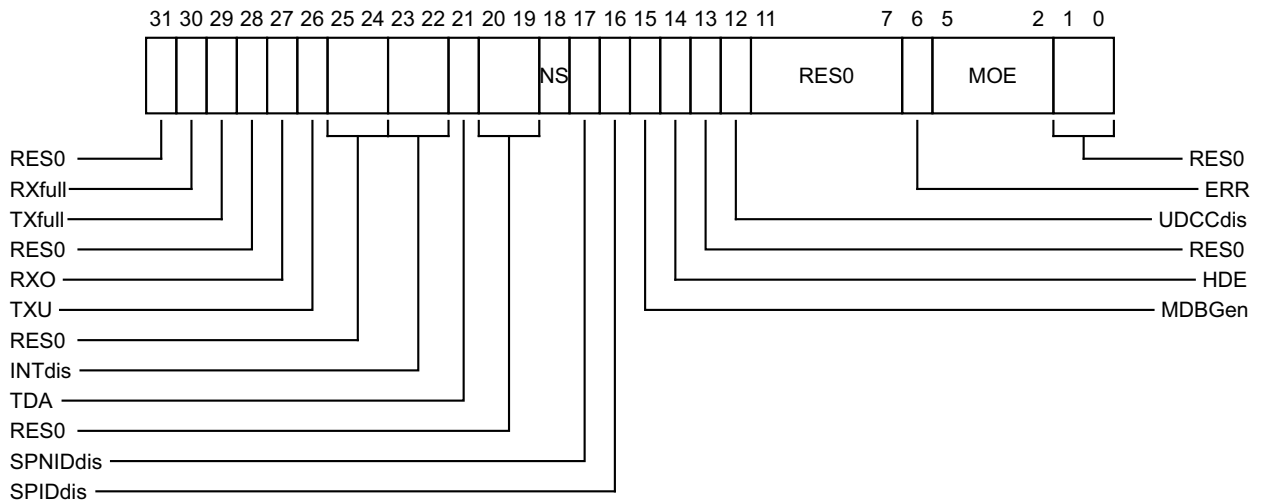 31 30 29 28 27 26 25 24 23 22 21 20 19 18 17 16 15 14 13 12 11 7 6 5 2 1 0
NS RES0 MOE
RES0 RES0
RXfull ERR
TXfull UDCCdis
RES0 RES0
RXO HDE
TXU MDBGen
RES0
INTdis
TDA
RES0
SPNIDdis
SPIDdis